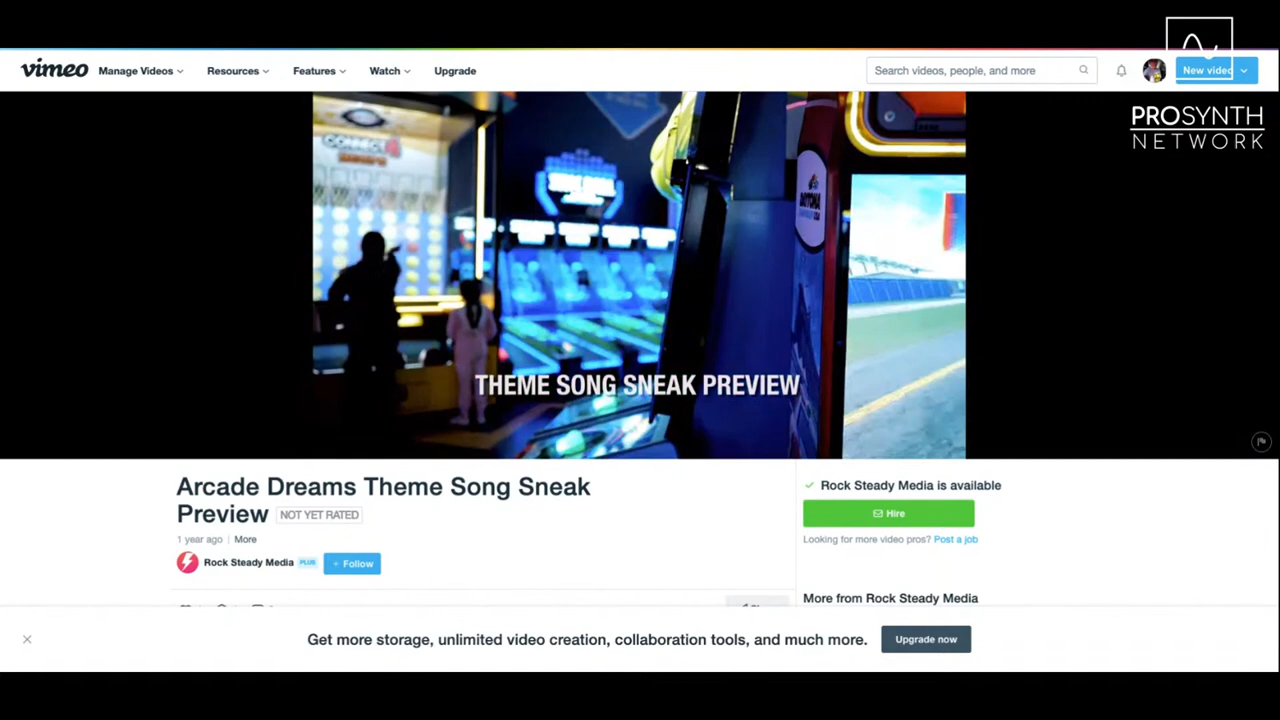 vimeo Manage Videos Resources Features Watch Upgrade
Search videos, people, and more
New video
PROSYNTH
NETWORK
CONNECT 4
DAYTONA
THEME SONG SNEAK PREVIEW
Arcade Dreams Theme Song Sneak
Preview NOT YET RATED
1 year ago | More
Rock Steady Media PLUS + Follow
Rock Steady Media is available
Hire
Looking for more video pros? Post a job
More from Rock Steady Media
Get more storage, unlimited video creation, collaboration tools, and much more.
Upgrade now